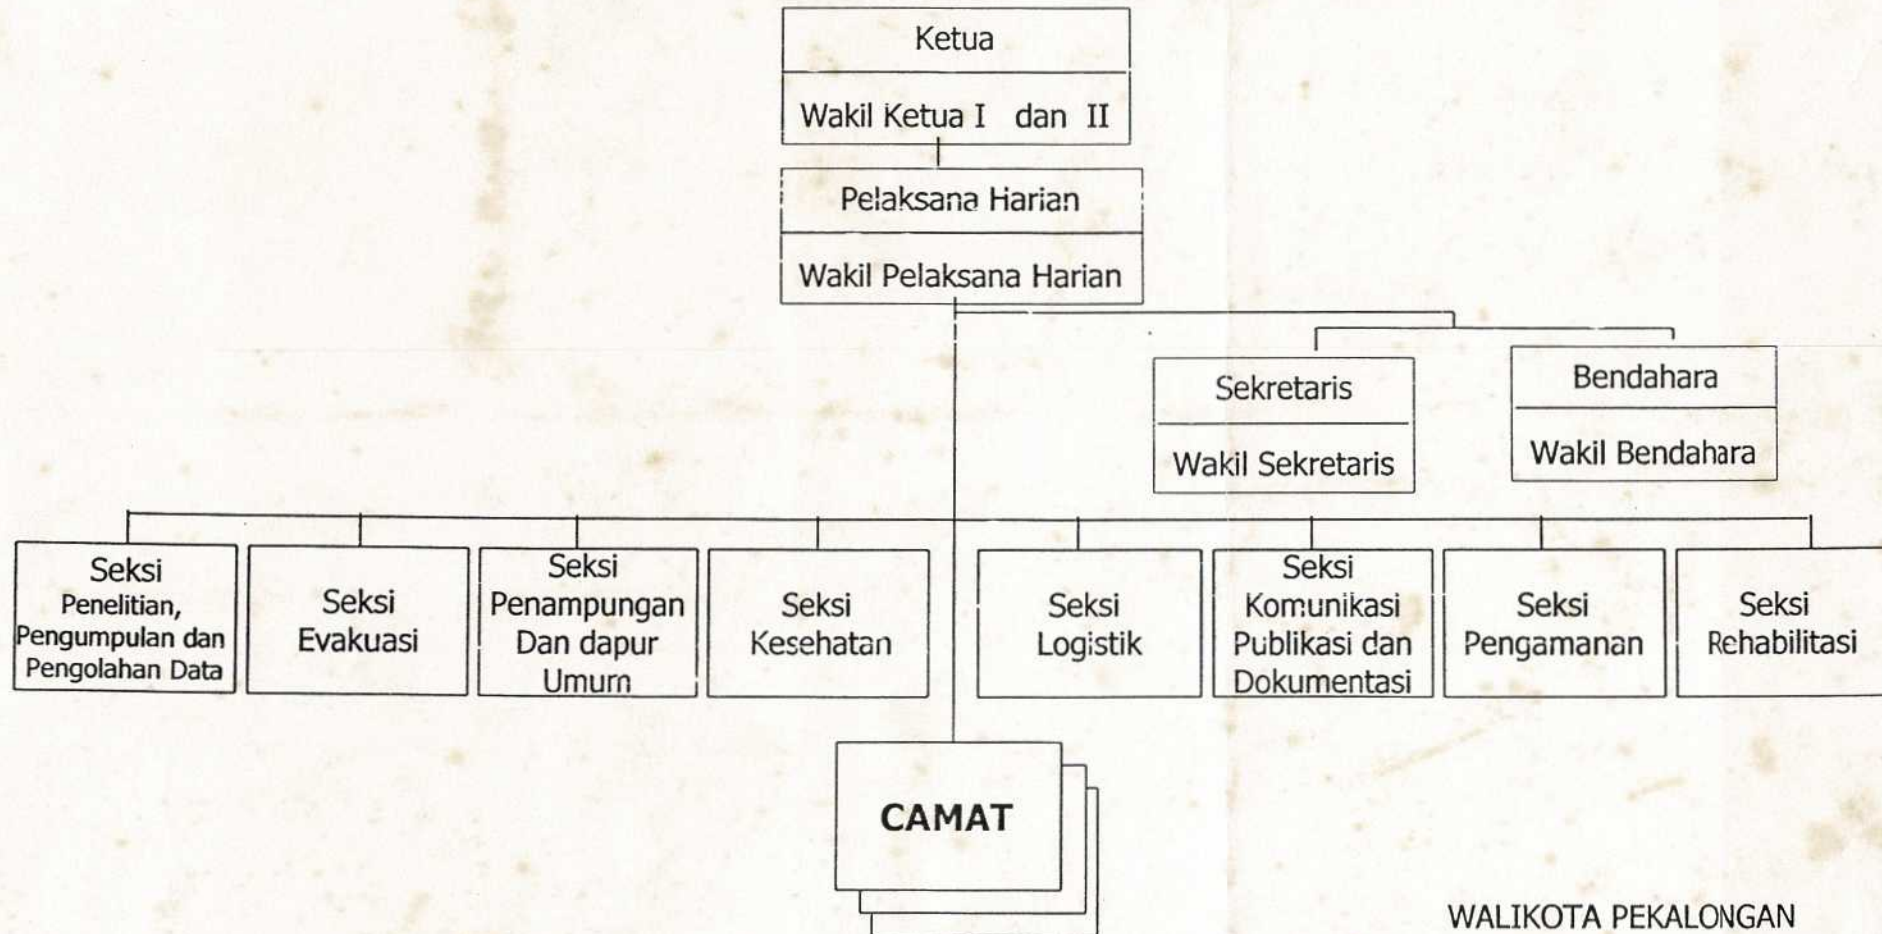 Ketua
Wakil Ketua I dan II
Pelaksana Harian
Wakil Pelaksana Harian
Sekretaris
Wakil Sekretaris
Bendahara
Wakil Bendahara
Seksi
Penelitian,
Pengumpulan dan
Pengolahan Data
Seksi
Evakuasi
Seksi
Penampungan
Dan dapur
Umum
Seksi
Kesehatan
Seksi
Logistik
Seksi
Komunikasi
Publikasi dan
Dokumentasi
Seksi
Pengamanan
Seksi
Rehabilitasi
CAMAT
WALIKOTA PEKALONGAN